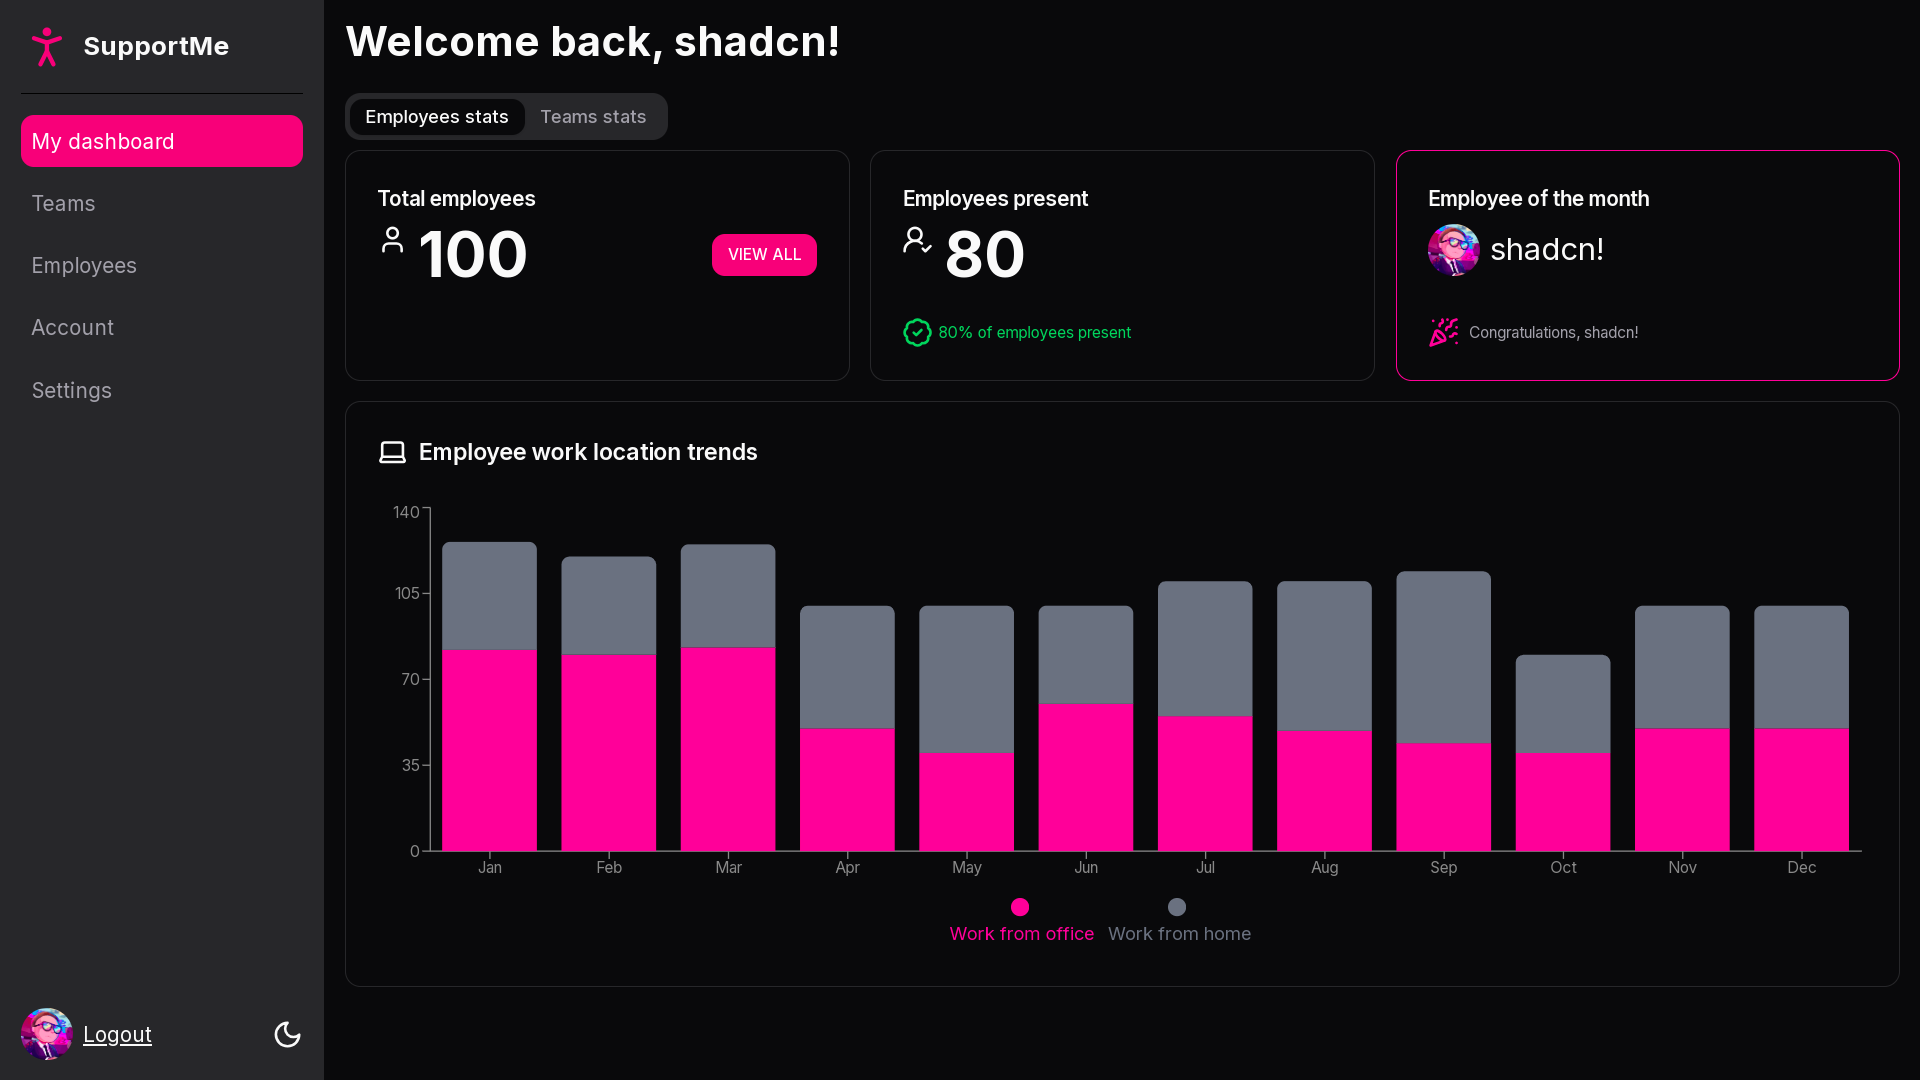 SupportMe
My dashboard
Teams
Employees
Account
Settings
Logout
Welcome back, shadcn!
Employees stats
Teams stats
Total employees
100
VIEW ALL
Employees present
80
80% of employees present
Employee of the month
shadcn!
Congratulations, shadcn!
Employee work location trends
140
105
70
35
0
Jan Feb Mar Apr May Jun Jul Aug Sep Oct Nov Dec
Work from office
Work from home